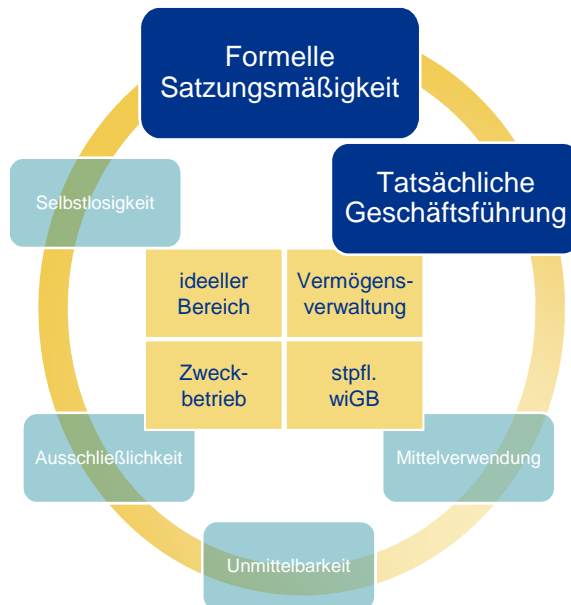 Formelle
Satzungsmäßigkeit
Selbstlosigkeit
Tatsächliche
Geschäftsführung
ideeller
Bereich
Vermögens-
verwaltung
Zweck-
betrieb
stpfl.
wiGB
Ausschließlichkeit
Mittelverwendung
Unmittelbarkeit